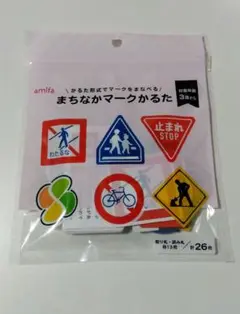 amifa
\かるた形式でマークをまなべる/
まちなかマークかるた
対象年齢
3歳から
わたるな
止まれ
STOP
取り札・読み札
各13枚
計26枚